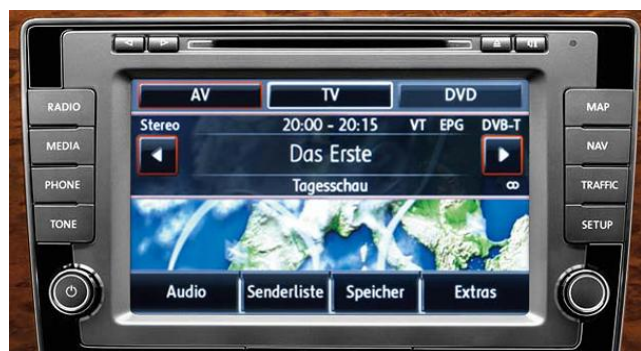 RADIO
MEDIA
PHONE
TONE
AV TV DVD
Stereo 20:00 - 20:15 VT EPG DVB-T
Das Erste
Tagesschau
Audio Senderliste Speicher Extras
MAP
NAV
TRAFFIC
SETUP